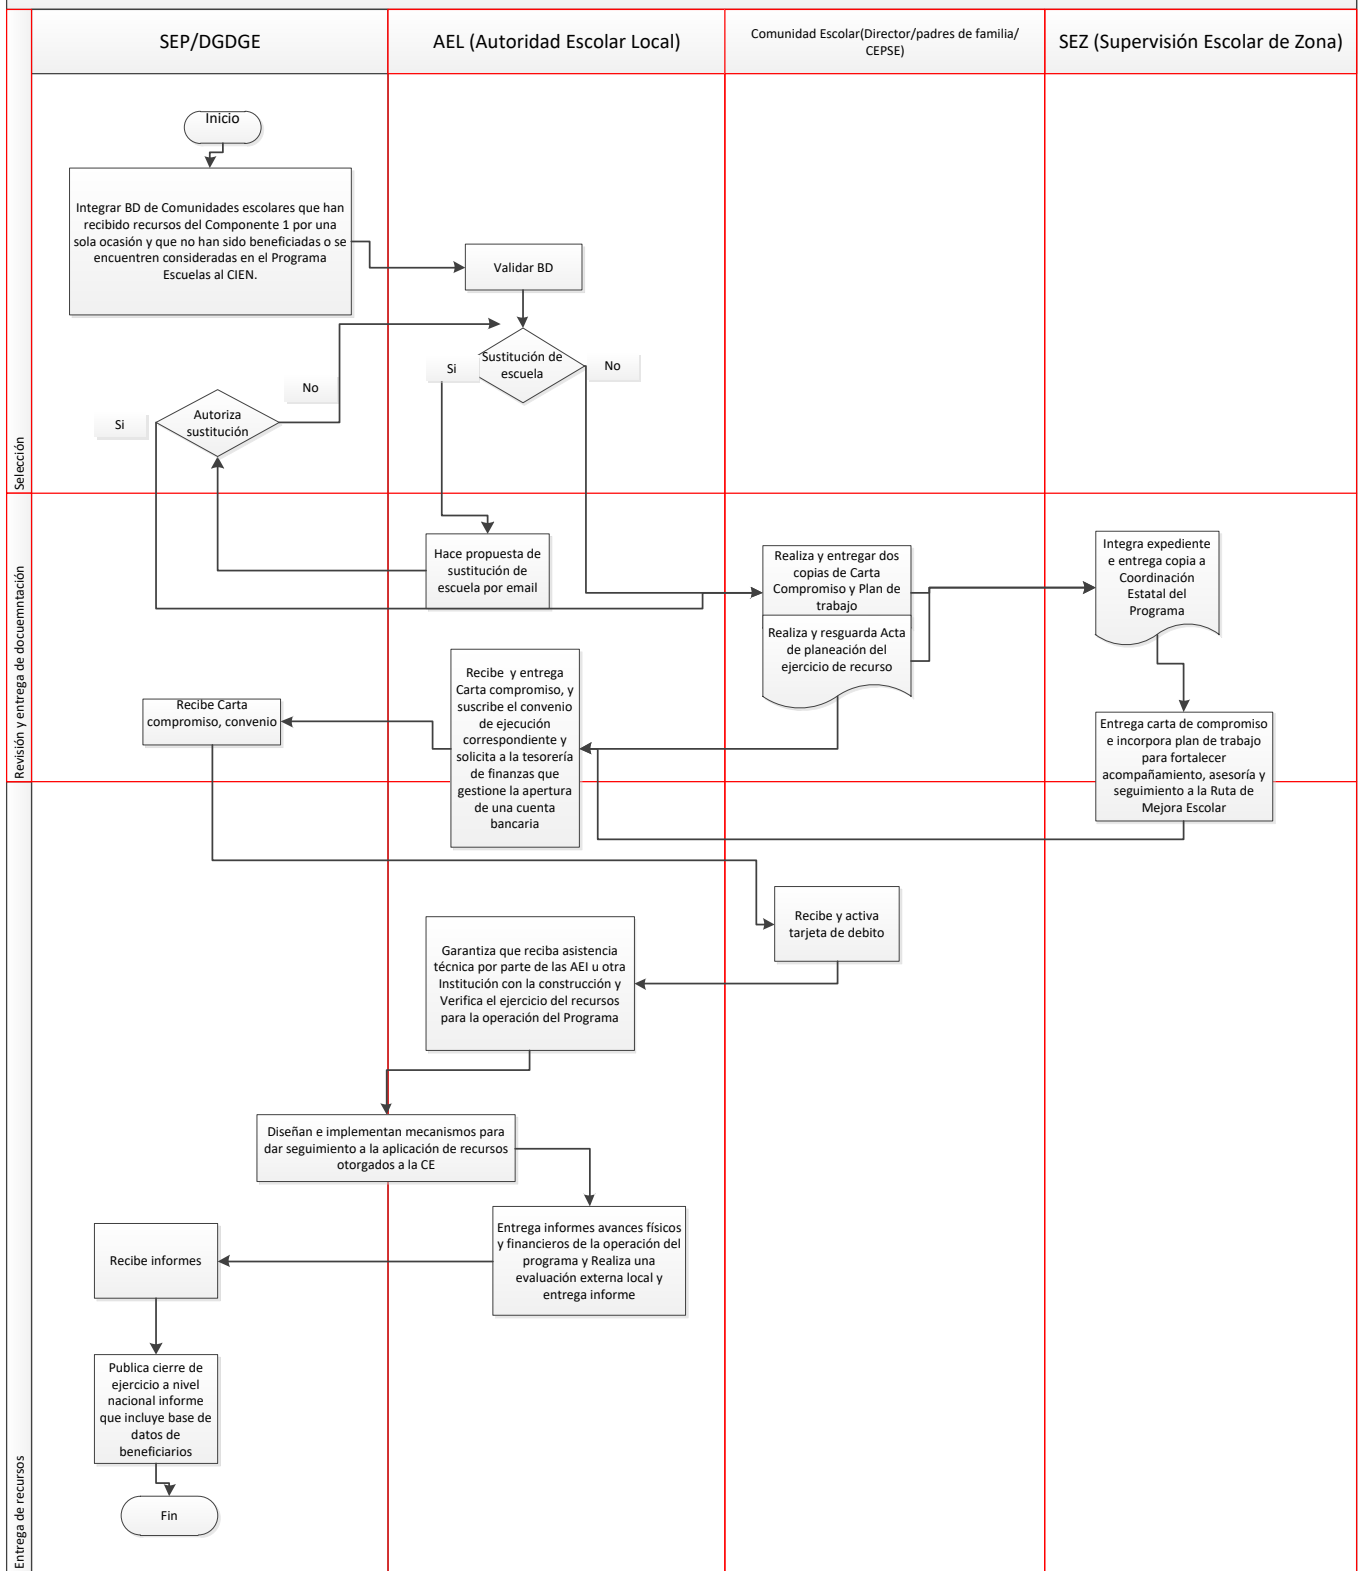 SEP/DGDGE
AEL (Autoridad Escolar Local)
Comunidad Escolar(Director/padres de familia/
CEPSE)
SEZ (Supervisión Escolar de Zona)
Selección
Inicio
Integrar BD de Comunidades escolares que han
recibido recursos del Componente 1 por una
sola ocasión y que no han sido beneficiadas o se
encuentren consideradas en el Programa
Escuelas al CIEN.
Validar BD
Sustitución de
escuela
Si
No
No
Autoriza
sustitución
Si
Revisión y entrega de docuemntación
Hace propuesta de
sustitución de
escuela por email
Realiza y entregar dos
copias de Carta
Compromiso y Plan de
trabajo
Realiza y resguarda Acta
de planeación del
ejercicio de recurso
Integra expediente
e entrega copia a
Coordinación
Estatal del
Programa
Recibe Carta
compromiso, convenio
Recibe y entrega
Carta compromiso, y
suscribe el convenio
de ejecución
correspondiente y
solicita a la tesorería
de finanzas que
gestione la apertura
de una cuenta
bancaria
Entrega carta de compromiso
e incorpora plan de trabajo
para fortalecer
acompañamiento, asesoría y
seguimiento a la Ruta de
Mejora Escolar
Entrega de recursos
Recibe y activa
tarjeta de debito
Garantiza que reciba asistencia
técnica por parte de las AEI u otra
Institución con la construcción y
Verifica el ejercicio del recursos
para la operación del Programa
Diseñan e implementan mecanismos para
dar seguimiento a la aplicación de recursos
otorgados a la CE
Entrega informes avances físicos
y financieros de la operación del
programa y Realiza una
evaluación externa local y
entrega informe
Recibe informes
Publica cierre de
ejercicio a nivel
nacional informe
que incluye base de
datos de
beneficiarios
Fin